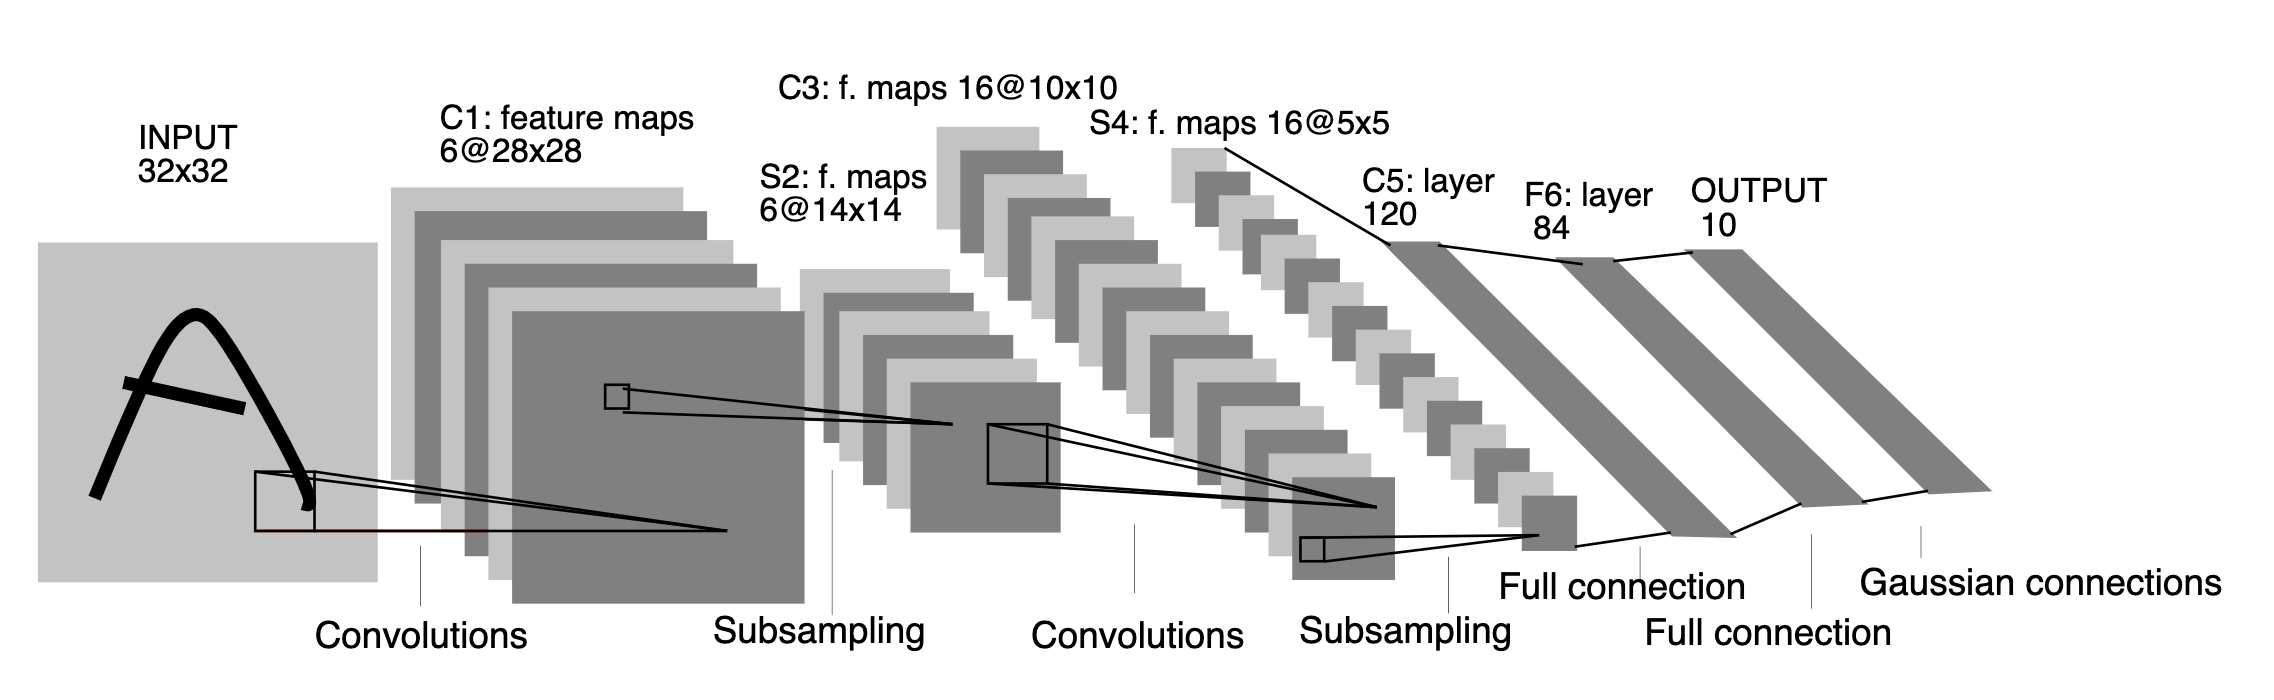 INPUT
32x32
C1: feature maps
6@28x28
S2: f. maps
6@14x14
C3: f. maps 16@10x10
S4: f. maps 16@5x5
C5: layer
120
F6: layer
84
OUTPUT
10
Convolutions
Subsampling
Convolutions
Subsampling
Full connection
Full connection
Gaussian connections